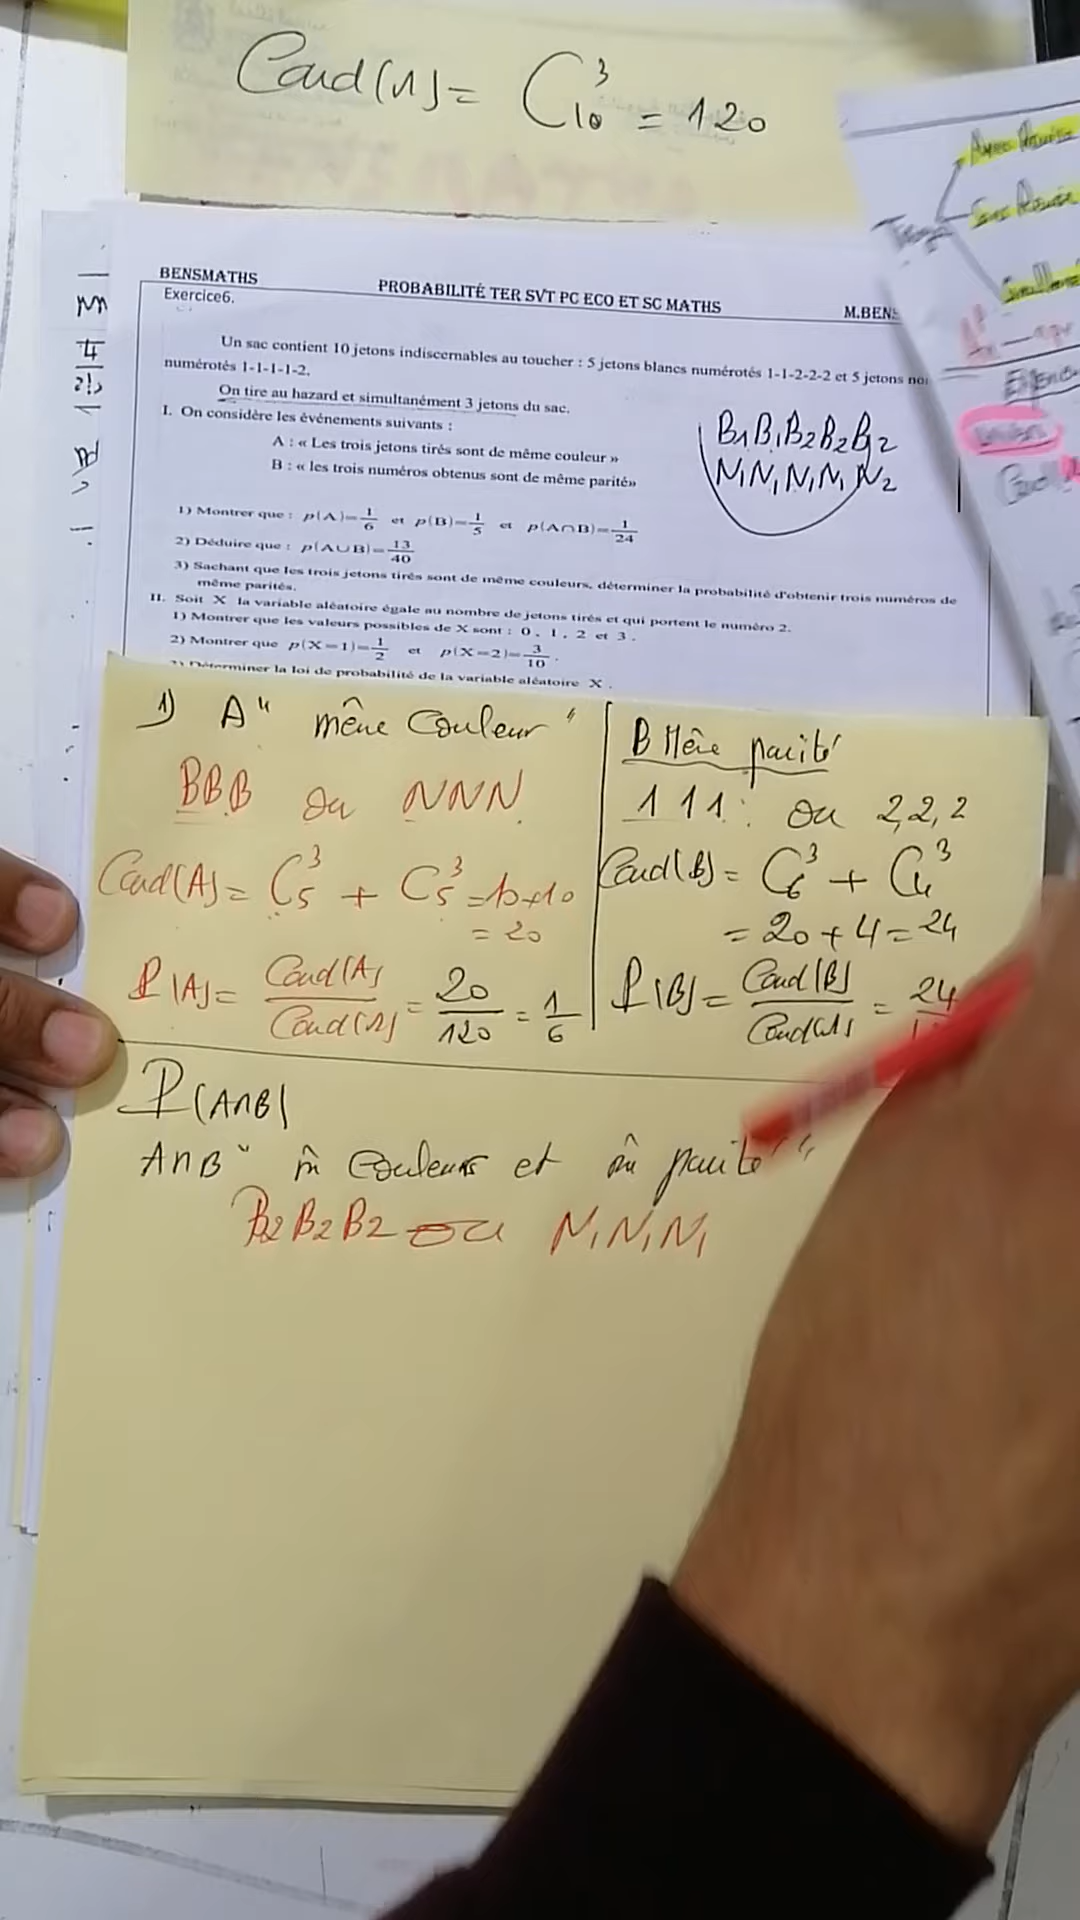 Card(Ω) = C₁₀³ = 120
BENSMATHS PROBABILITÉ TER SVT PC ECO ET SC MATHS M.BENS
Exercice6.
Un sac contient 10 jetons indiscernables au toucher : 5 jetons blancs numérotés 1-1-2-2-2 et 5 jetons noi
numérotés 1-1-1-1-2.
On tire au hazard et simultanément 3 jetons du sac.
I. On considère les événements suivants :
A : « Les trois jetons tirés sont de même couleur »
B : « les trois numéros obtenus sont de même parité»
B₁B₁B₂B₂B₂
N₁N₁N₁N₁N₂
1) Montrer que : p(A)=1/6 et p(B)=1/5 et p(A∩B)=1/24
2) Déduire que : p(A∪B)=13/40
3) Sachant que les trois jetons tirés sont de même couleurs, déterminer la probabilité d'obtenir trois numéros de
même parités.
II. Soit X la variable aléatoire égale au nombre de jetons tirés et qui portent le numéro 2.
1) Montrer que les valeurs possibles de X sont : 0 , 1 , 2 et 3 .
2) Montrer que p(X=1)=1/2 et p(X=2)=3/10 .
Déterminer la loi de probabilité de la variable aléatoire X .
1) A " même couleur "
BBB ou NNN
Card(A) = C₅³ + C₅³ = 10+10
= 20
P(A) = Card(A)/Card(Ω) = 20/120 = 1/6
B Même parité
1 1 1 : ou 2,2,2
Card(B) = C₆³ + C₄³
= 20 + 4 = 24
P(B) = Card(B)/Card(Ω) = 24
P(A∩B)
A∩B " m̂ couleurs et m̂ parité "
B₂B₂B₂ ou N₁N₁N₁